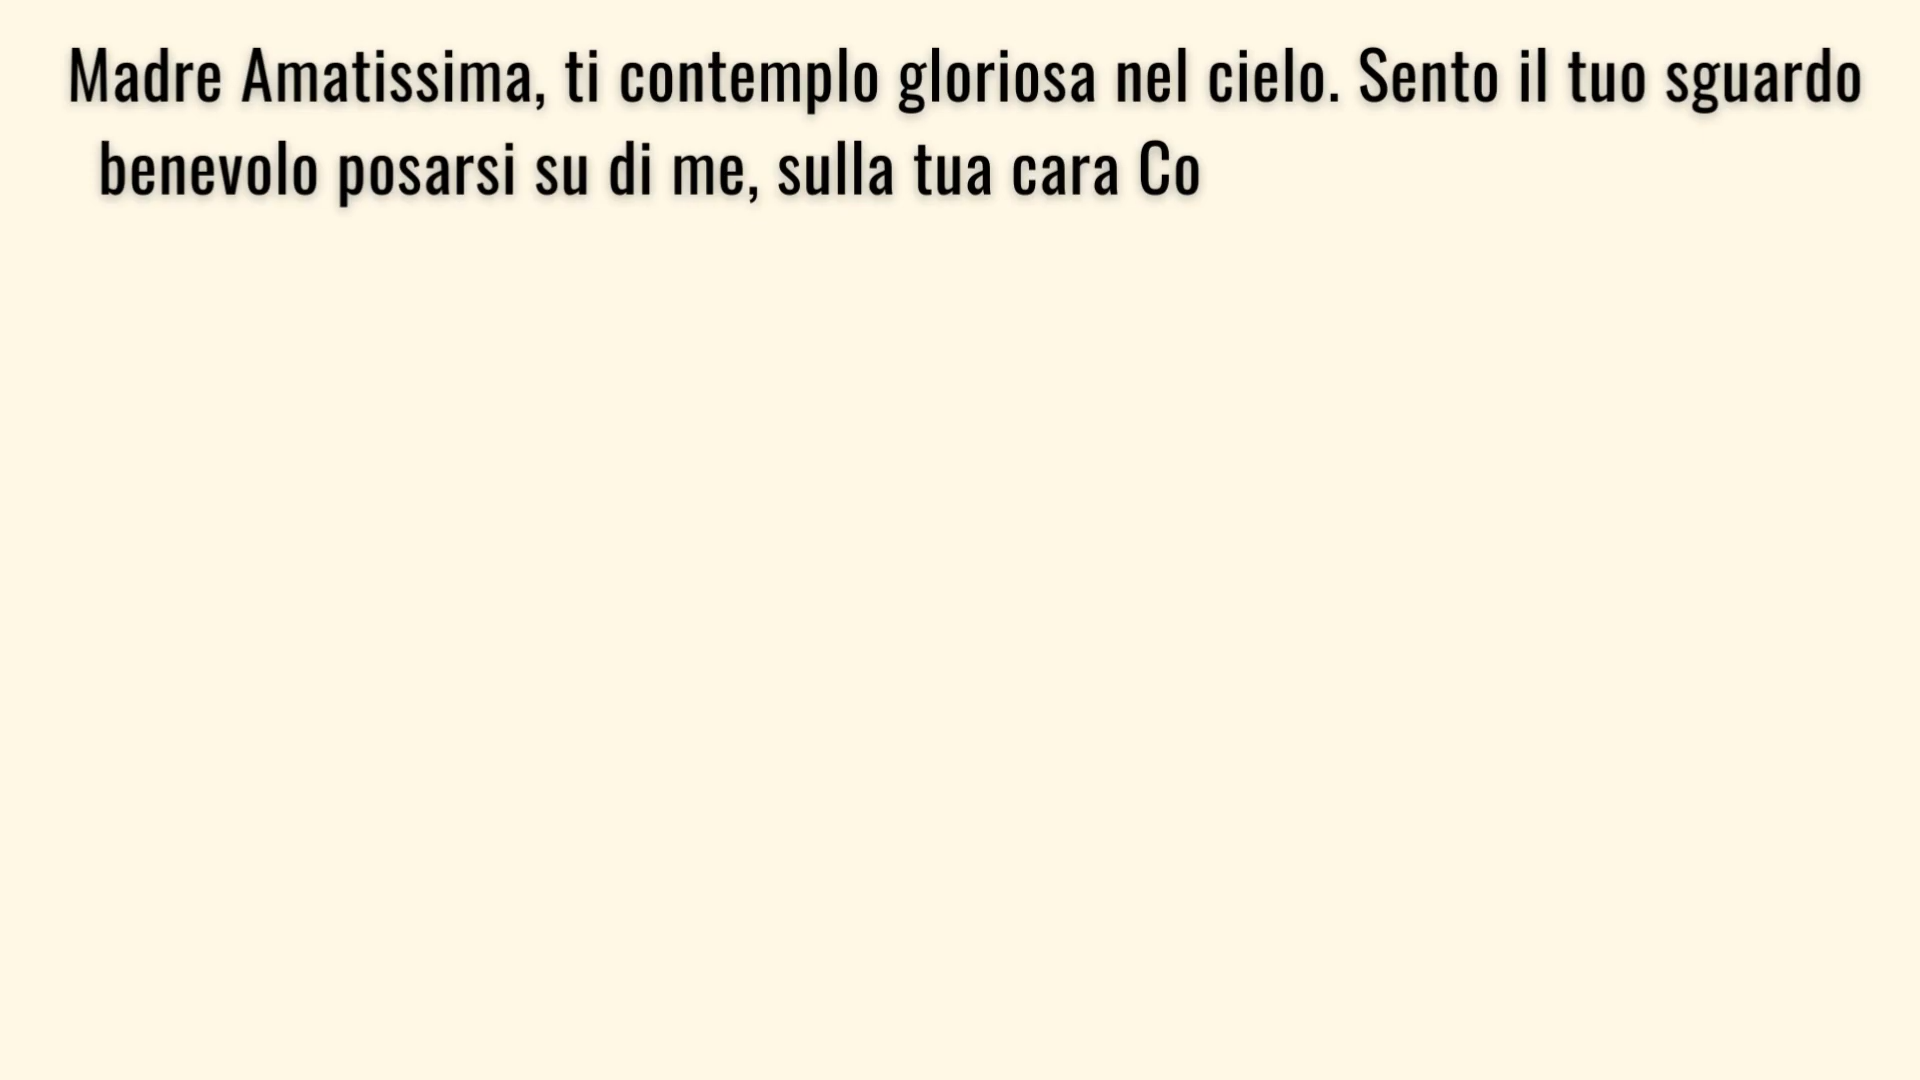 Madre Amatissima, ti contemplo gloriosa nel cielo. Sento il tuo sguardo
benevolo posarsi su di me, sulla tua cara Co